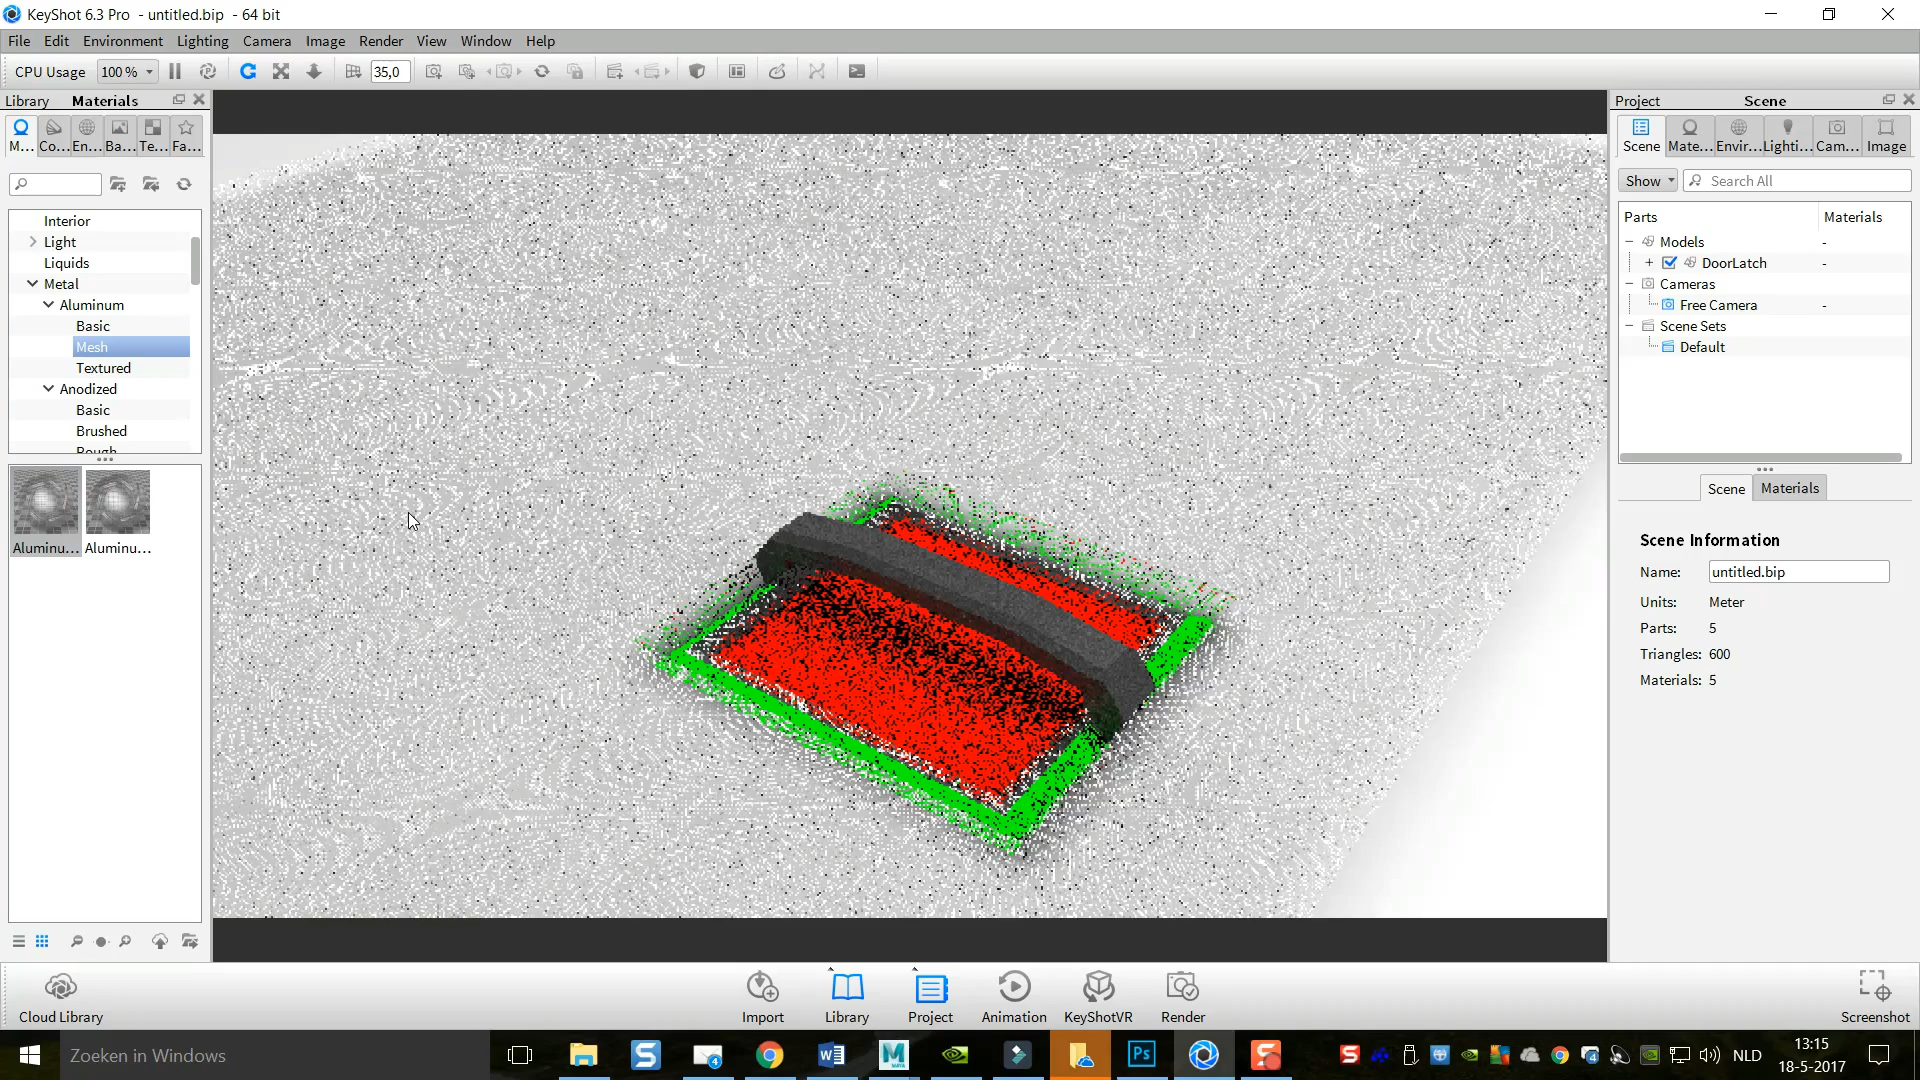 KeyShot 6.3 Pro - untitled.bip - 64 bit
File Edit Environment Lighting Camera Image Render View Window Help
CPU Usage 100 % 35,0
Library Materials
M... Co... En... Ba... Te... Fa...
Interior
Light
Liquids
Metal
Aluminum
Basic
Mesh
Textured
Anodized
Basic
Brushed
Rough
Aluminu... Aluminu...
Project Scene
Scene Mate... Envir... Lighti... Cam... Image
Show Search All
Parts Materials
Models -
DoorLatch -
Cameras
Free Camera -
Scene Sets
Default
Scene Materials
Scene Information
Name: untitled.bip
Units: Meter
Parts: 5
Triangles: 600
Materials: 5
Cloud Library Import Library Project Animation KeyShotVR Render Screenshot
Zoeken in Windows
NLD
13:15
18-5-2017